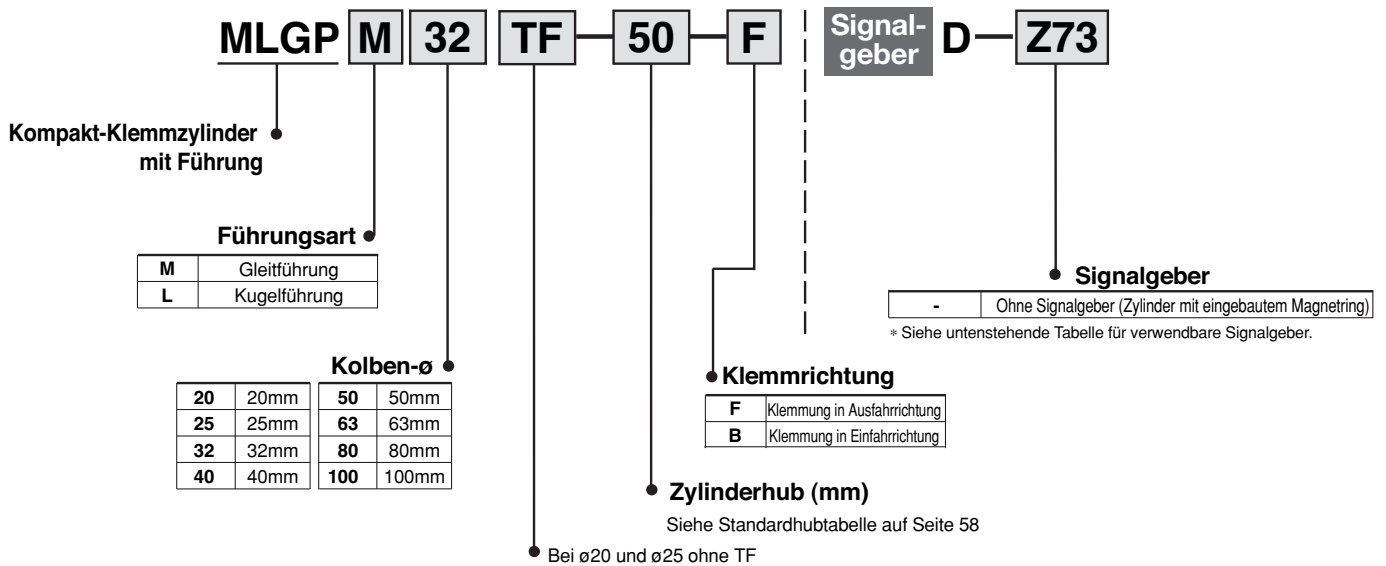 MLGP M 32 TF — 50 — F Signal-geber D — Z73
Kompakt-Klemmzylinder
mit Führung
Führungsart
M Gleitführung
L Kugelführung
Kolben-ø
20 20mm 50 50mm
25 25mm 63 63mm
32 32mm 80 80mm
40 40mm 100 100mm
Bei ø20 und ø25 ohne TF
Zylinderhub (mm)
Siehe Standardhubtabelle auf Seite 58
Klemmrichtung
F Klemmung in Ausfahrrichtung
B Klemmung in Einfahrrichtung
Signalgeber
- Ohne Signalgeber (Zylinder mit eingebautem Magnetring)
* Siehe untenstehende Tabelle für verwendbare Signalgeber.